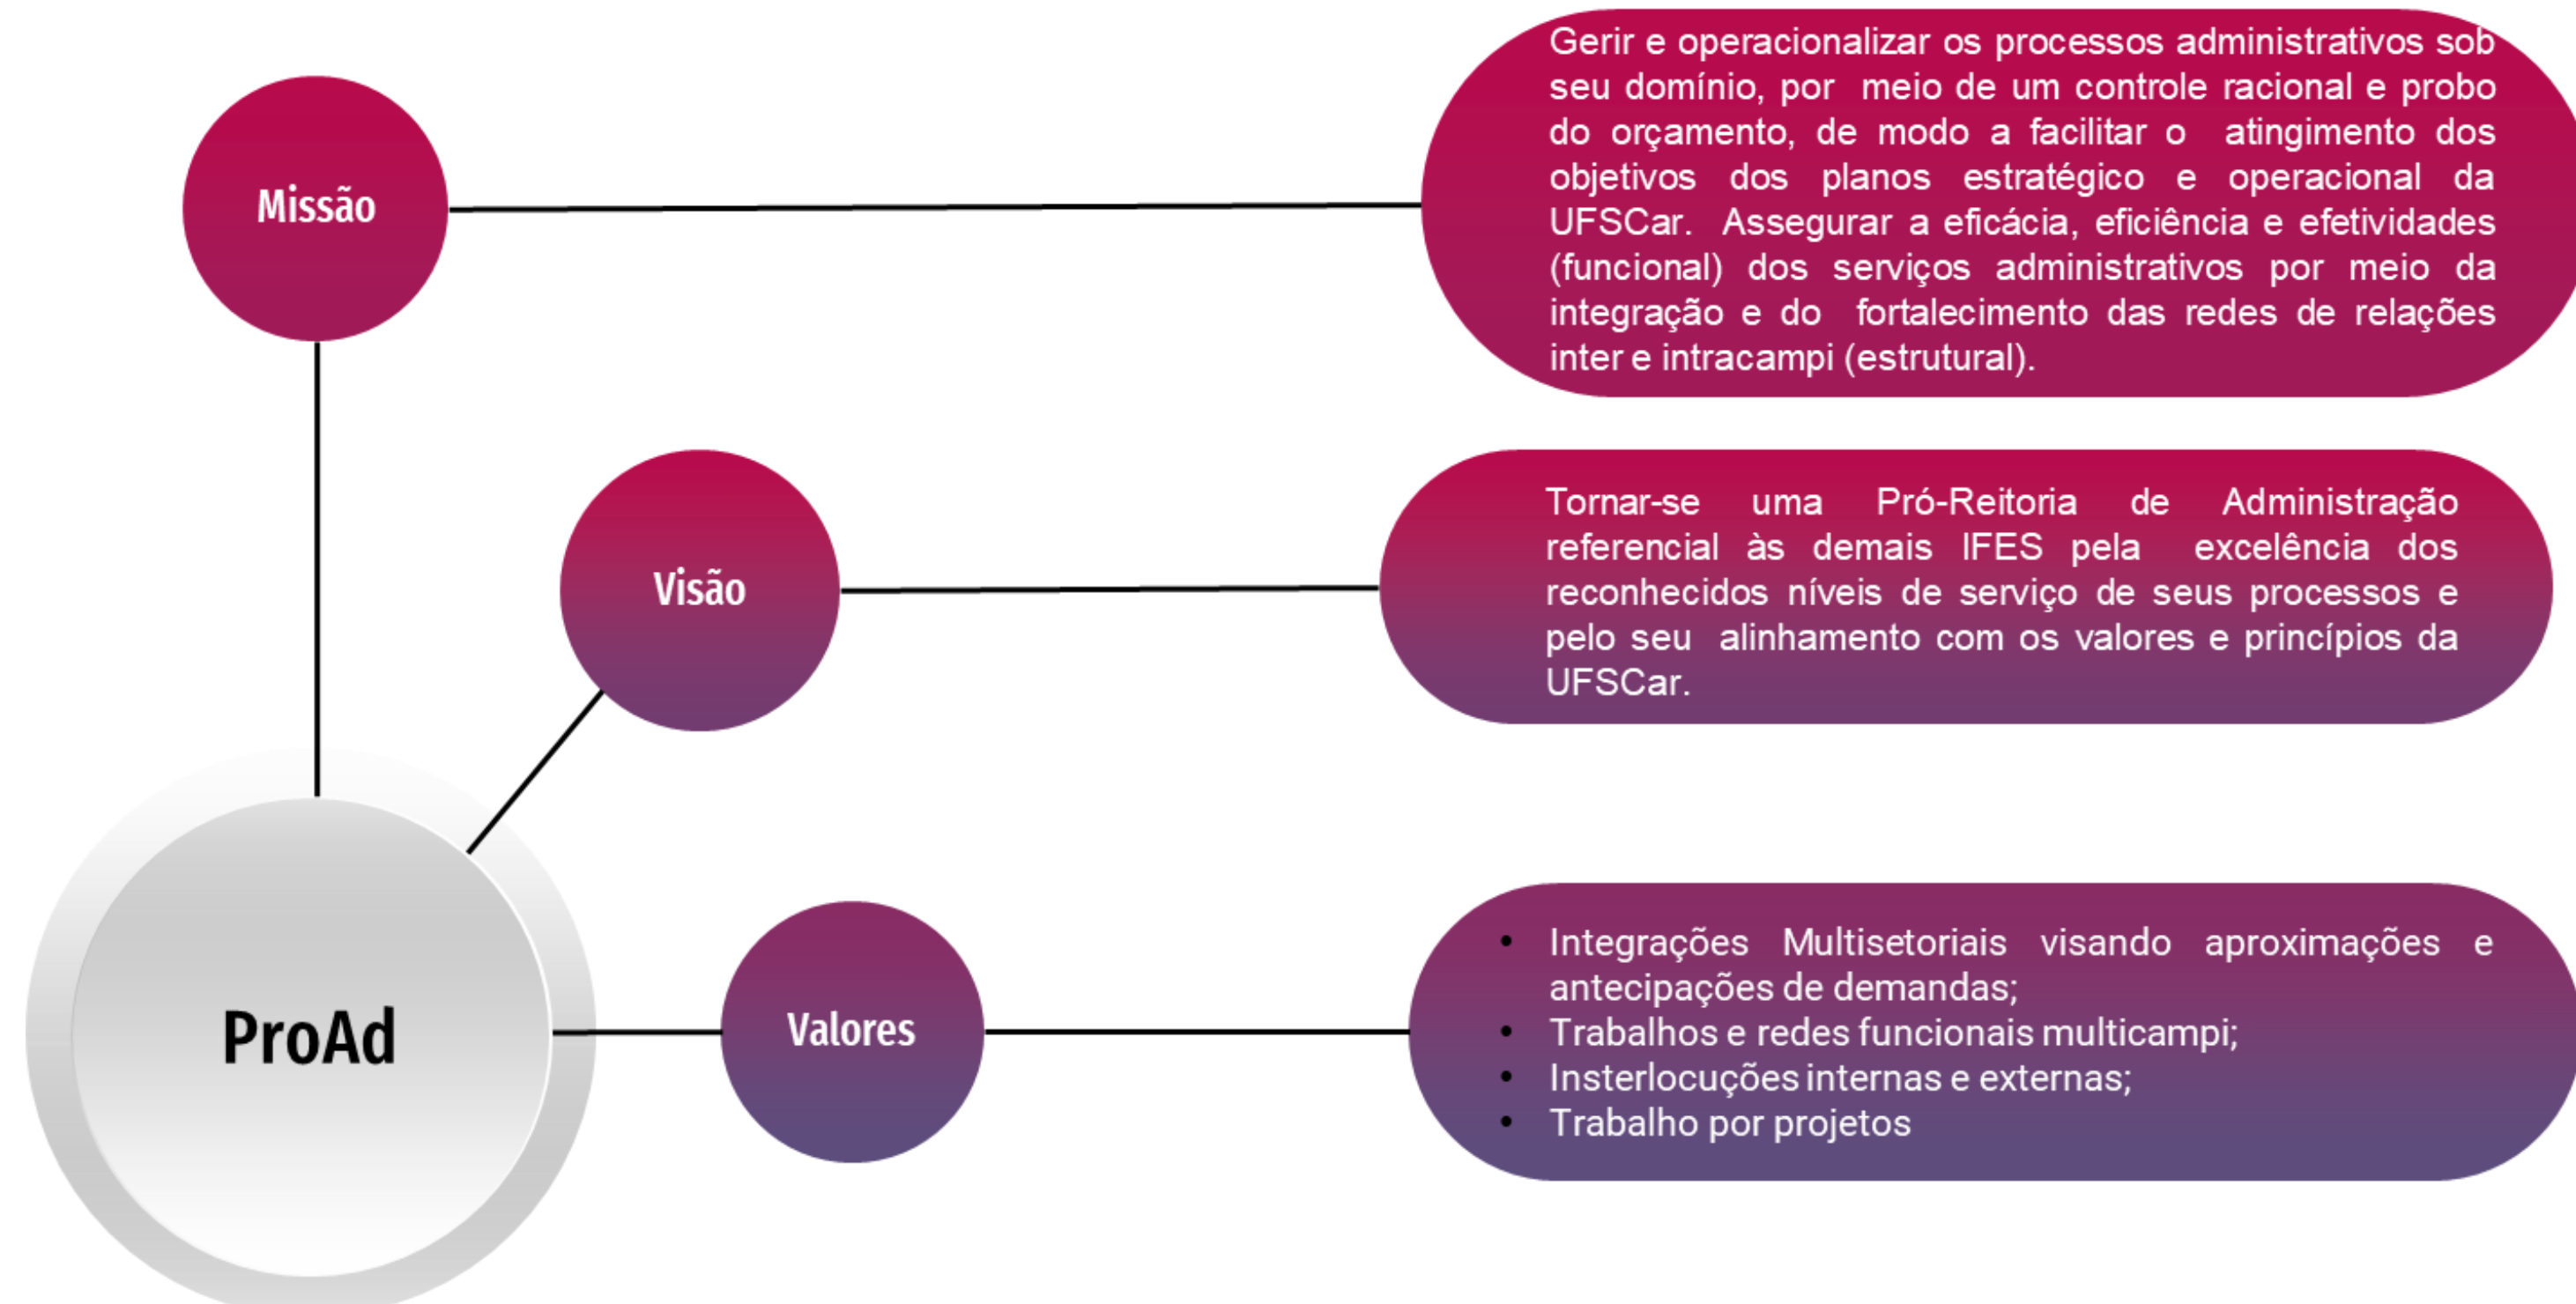 Missão
Gerir e operacionalizar os processos administrativos sob
seu domínio, por meio de um controle racional e probo
do orçamento, de modo a facilitar o atingimento dos
objetivos dos planos estratégico e operacional da
UFSCar. Assegurar a eficácia, eficiência e efetividades
(funcional) dos serviços administrativos por meio da
integração e do fortalecimento das redes de relações
inter e intracampi (estrutural).
Visão
Tornar-se uma Pró-Reitoria de Administração
referencial às demais IFES pela excelência dos
reconhecidos níveis de serviço de seus processos e
pelo seu alinhamento com os valores e princípios da
UFSCar.
ProAd
Valores
• Integrações Multisetoriais visando aproximações e
antecipações de demandas;
• Trabalhos e redes funcionais multicampi;
• Insterlocuções internas e externas;
• Trabalho por projetos